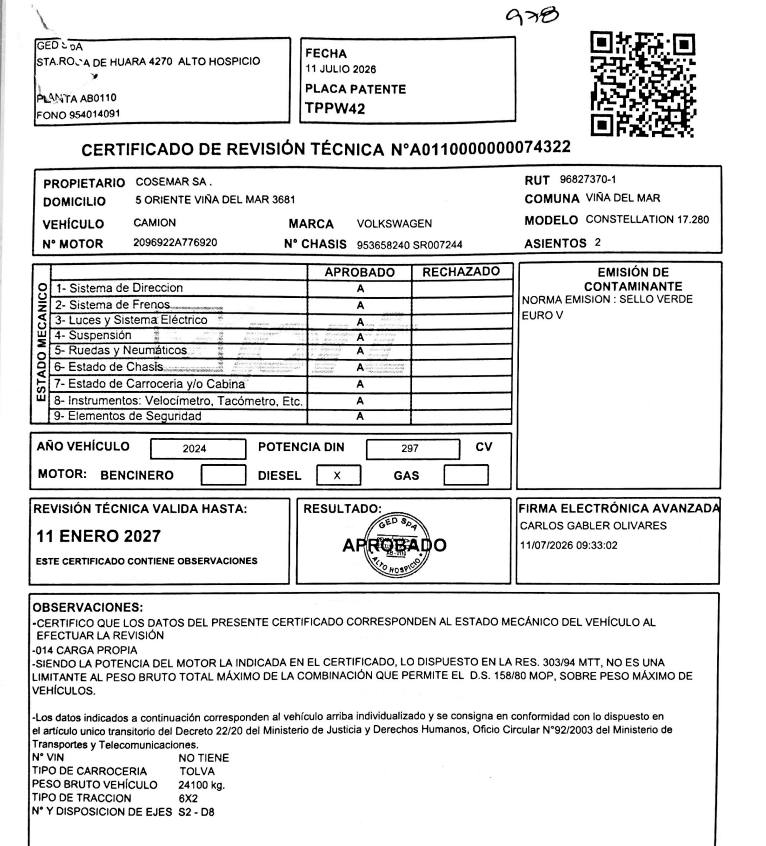 978
GED SPA
STA.ROSA DE HUARA 4270 ALTO HOSPICIO
PLANTA AB0110
FONO 954014091
FECHA
11 JULIO 2026
PLACA PATENTE
TPPW42
CERTIFICADO DE REVISIÓN TÉCNICA N°A0110000000074322
PROPIETARIO COSEMAR SA .
RUT 96827370-1
DOMICILIO 5 ORIENTE VIÑA DEL MAR 3681
COMUNA VIÑA DEL MAR
VEHÍCULO CAMION MARCA VOLKSWAGEN MODELO CONSTELLATION 17.280
N° MOTOR 2096922A776920 N° CHASIS 953658240 SR007244 ASIENTOS 2
ESTADO MECANICO
APROBADO RECHAZADO
1- Sistema de Direccion A
2- Sistema de Frenos A
3- Luces y Sistema Eléctrico A
4- Suspensión A
5- Ruedas y Neumáticos A
6- Estado de Chasis A
7- Estado de Carroceria y/o Cabina A
8- Instrumentos: Velocímetro, Tacómetro, Etc. A
9- Elementos de Seguridad A
EMISIÓN DE
CONTAMINANTE
NORMA EMISION : SELLO VERDE
EURO V
AÑO VEHÍCULO 2024 POTENCIA DIN 297 CV
MOTOR: BENCINERO DIESEL X GAS
REVISIÓN TÉCNICA VALIDA HASTA:
11 ENERO 2027
ESTE CERTIFICADO CONTIENE OBSERVACIONES
RESULTADO:
APROBADO
GED SPA
ALTO HOSPICIO
FIRMA ELECTRÓNICA AVANZADA
CARLOS GABLER OLIVARES
11/07/2026 09:33:02
OBSERVACIONES:
-CERTIFICO QUE LOS DATOS DEL PRESENTE CERTIFICADO CORRESPONDEN AL ESTADO MECÁNICO DEL VEHÍCULO AL
EFECTUAR LA REVISIÓN
-014 CARGA PROPIA
-SIENDO LA POTENCIA DEL MOTOR LA INDICADA EN EL CERTIFICADO, LO DISPUESTO EN LA RES. 303/94 MTT, NO ES UNA
LIMITANTE AL PESO BRUTO TOTAL MÁXIMO DE LA COMBINACIÓN QUE PERMITE EL D.S. 158/80 MOP, SOBRE PESO MÁXIMO DE
VEHÍCULOS.
-Los datos indicados a continuación corresponden al vehículo arriba individualizado y se consigna en conformidad con lo dispuesto en
el artículo unico transitorio del Decreto 22/20 del Ministerio de Justicia y Derechos Humanos, Oficio Circular N°92/2003 del Ministerio de
Transportes y Telecomunicaciones.
N° VIN NO TIENE
TIPO DE CARROCERIA TOLVA
PESO BRUTO VEHÍCULO 24100 kg.
TIPO DE TRACCION 6X2
N° Y DISPOSICION DE EJES S2 - D8